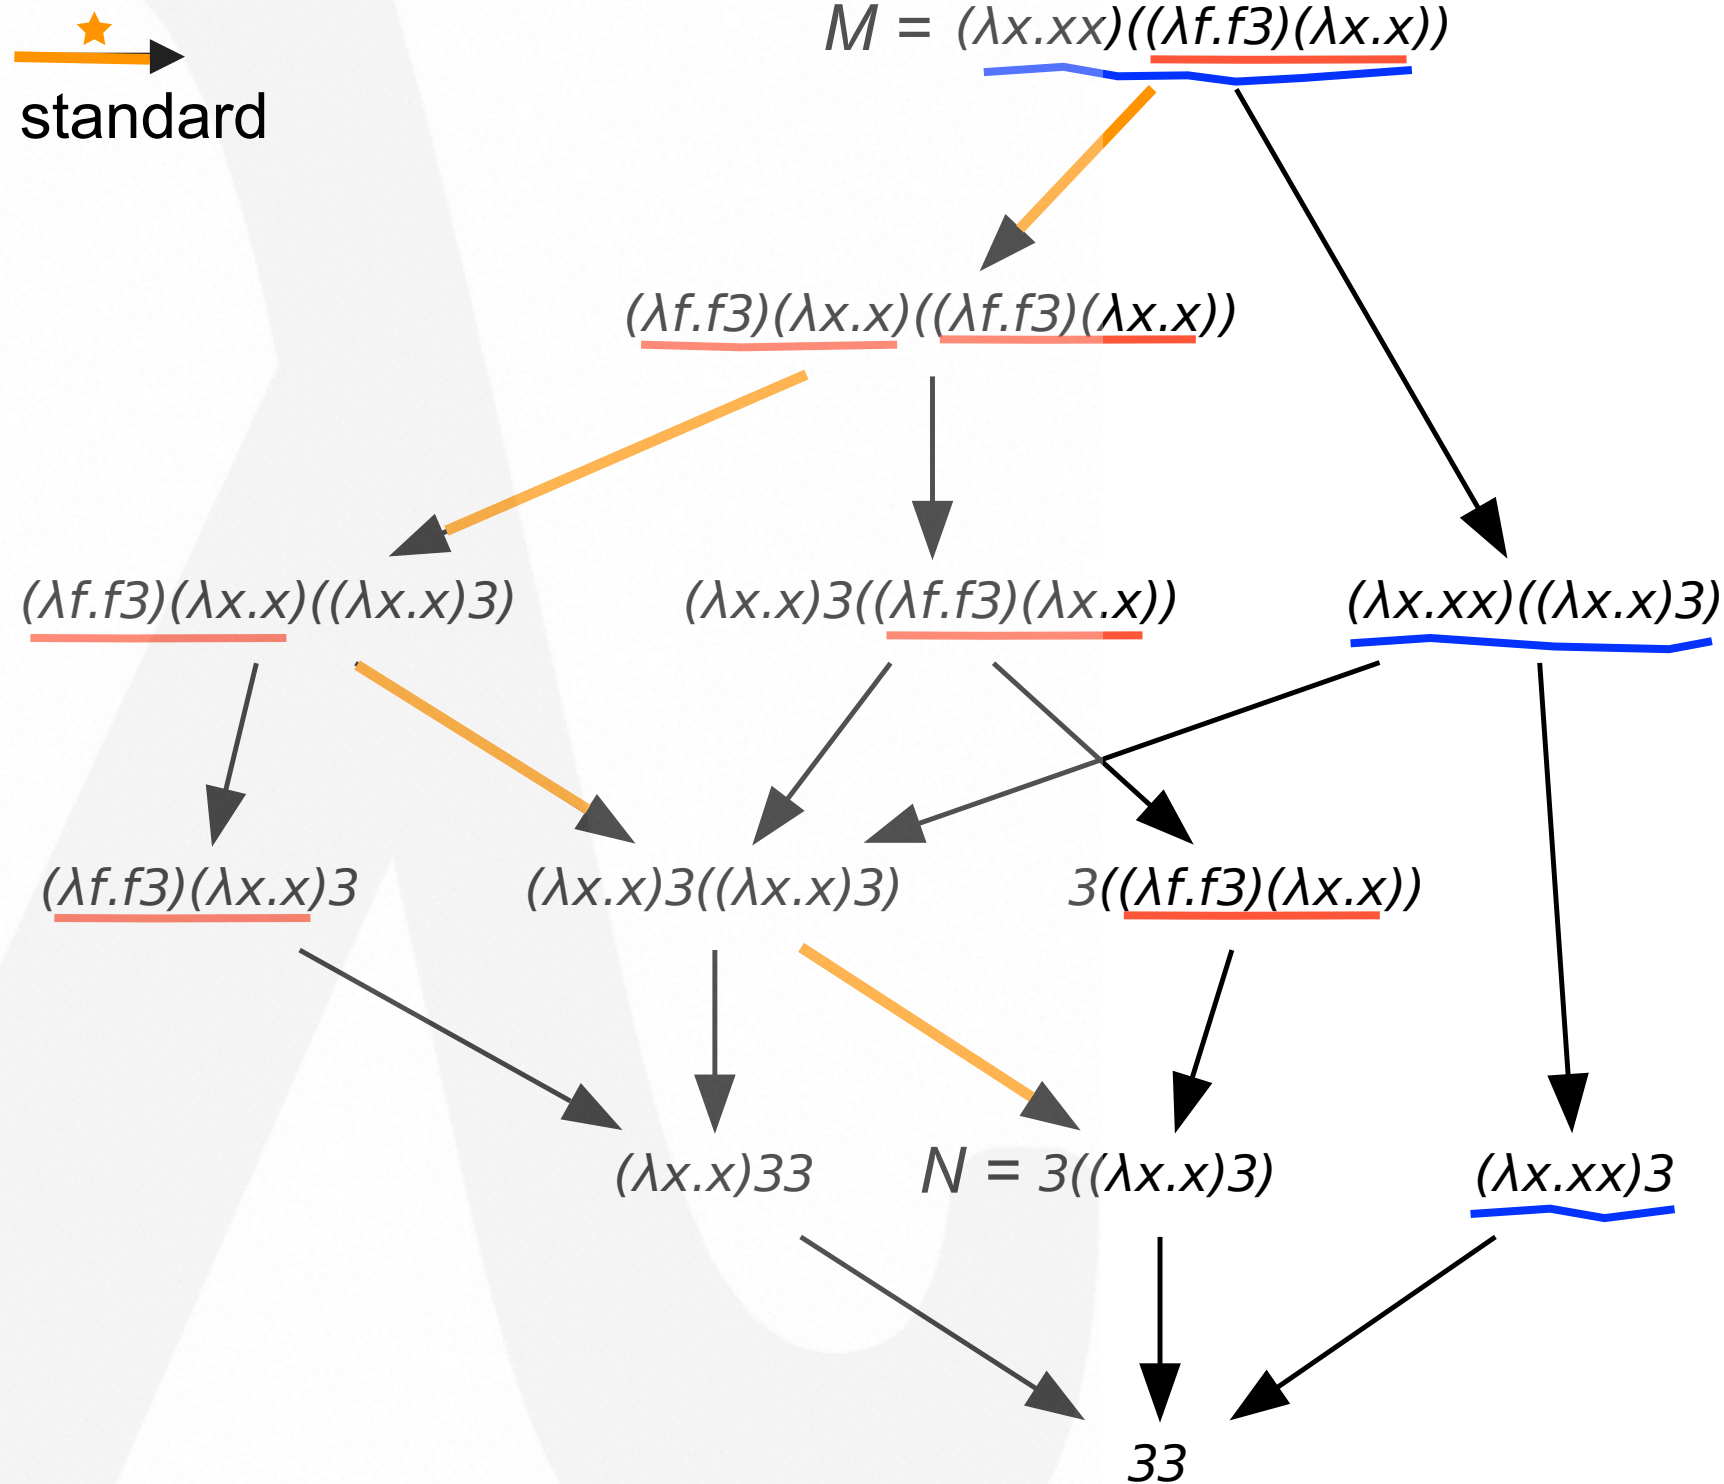 M = (λx.xx)((λf.f3)(λx.x))
standard
(λf.f3)(λx.x)((λf.f3)(λx.x))
(λf.f3)(λx.x)((λx.x)3)
(λx.x)3((λf.f3)(λx.x))
(λx.xx)((λx.x)3)
(λf.f3)(λx.x)3
(λx.x)3((λx.x)3)
3((λf.f3)(λx.x))
(λx.x)33
N = 3((λx.x)3)
(λx.xx)3
33